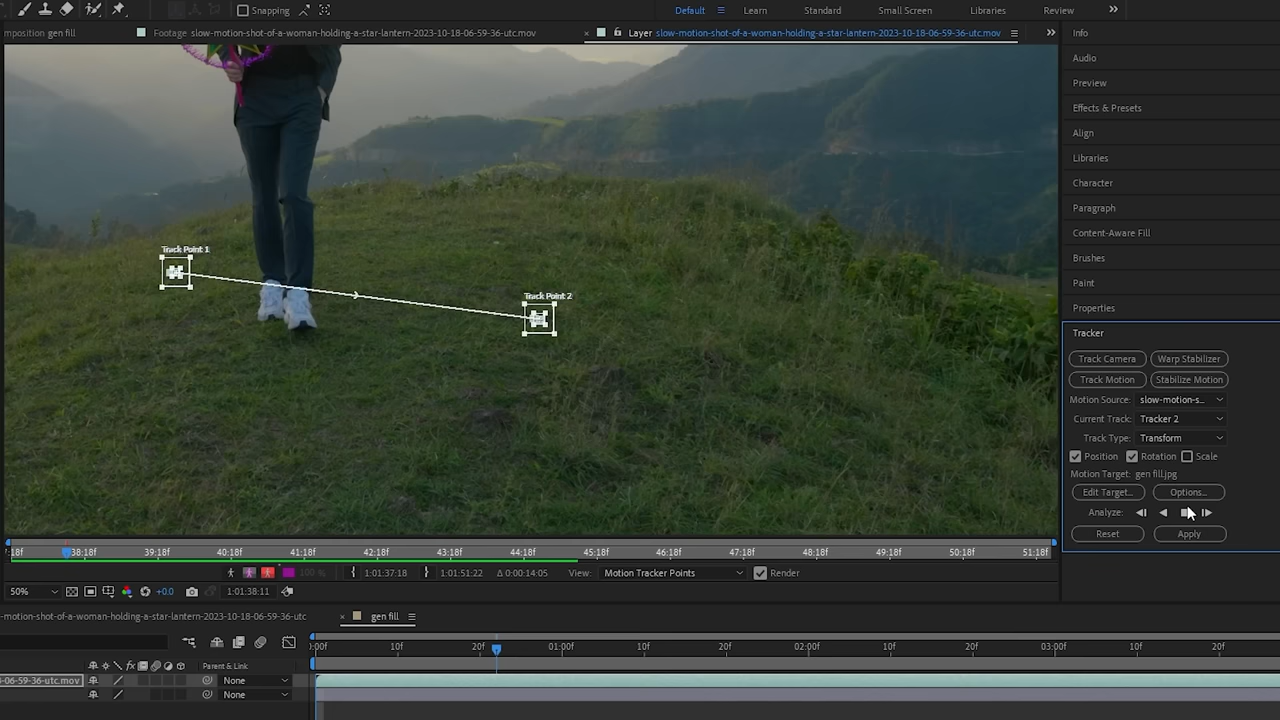 Snapping
Default
Learn
Standard
Small Screen
Libraries
Review
mposition gen fill
Footage slow-motion-shot-of-a-woman-holding-a-star-lantern-2023-10-18-06-59-36-utc.mov
Layer slow-motion-shot-of-a-woman-holding-a-star-lantern-2023-10-18-06-59-36-utc.mov
Info
Audio
Preview
Effects & Presets
Align
Libraries
Character
Paragraph
Content-Aware Fill
Brushes
Paint
Properties
Track Point 1
Track Point 2
Tracker
Track Camera
Warp Stabilizer
Track Motion
Stabilize Motion
Motion Source: slow-motion-s...
Current Track: Tracker 2
Track Type: Transform
Position Rotation Scale
Motion Target: gen fill.jpg
Edit Target...
Options...
Analyze:
Reset
Apply
:18f 38:18f 39:18f 40:18f 41:18f 42:18f 43:18f 44:18f 45:18f 46:18f 47:18f 48:18f 49:18f 50:18f 51:18f
100 % 1:01:37:18 1:01:51:22 Δ 0:00:14:05 View: Motion Tracker Points Render
50% +0.0 1:01:38:11
-motion-shot-of-a-woman-holding-a-star-lantern-2023-10-18-06-59-36-utc
× gen fill
:00f 10f 20f 01:00f 10f 20f 02:00f 10f 20f 03:00f 10f 20f
fx Parent & Link
-06-59-36-utc.mov] None
None